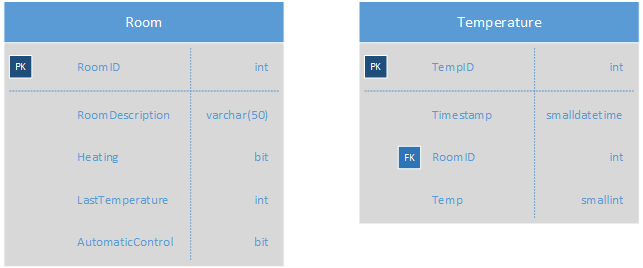 Room
PK RoomID int
RoomDescription varchar(50)
Heating bit
LastTemperature int
AutomaticControl bit
Temperature
PK TempID int
Timestamp smalldatetime
FK RoomID int
Temp smallint